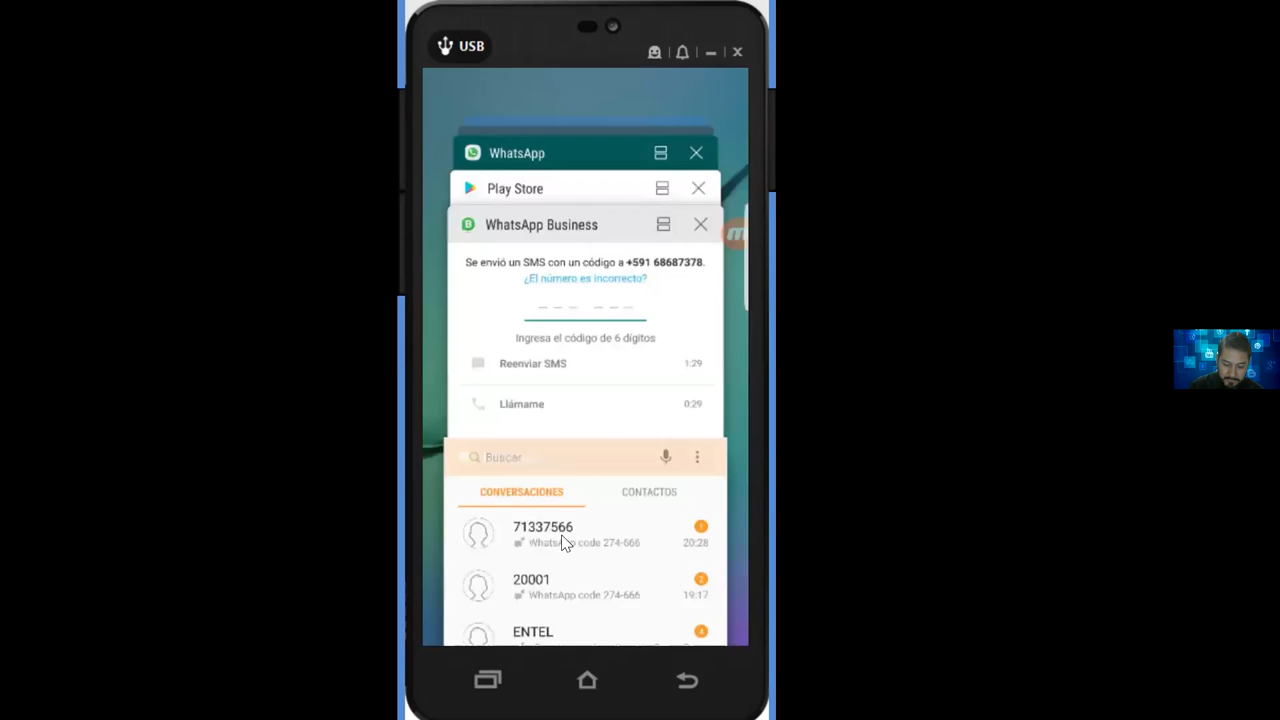 USB
WhatsApp
Play Store
WhatsApp Business
Se envió un SMS con un código a +591 68687378.
¿El número es incorrecto?
Ingresa el código de 6 dígitos
Reenviar SMS 1:29
Llámame 0:29
Buscar
CONVERSACIONES CONTACTOS
71337566 1
WhatsApp code 274-666 20:28
20001 2
WhatsApp code 274-666 19:17
ENTEL